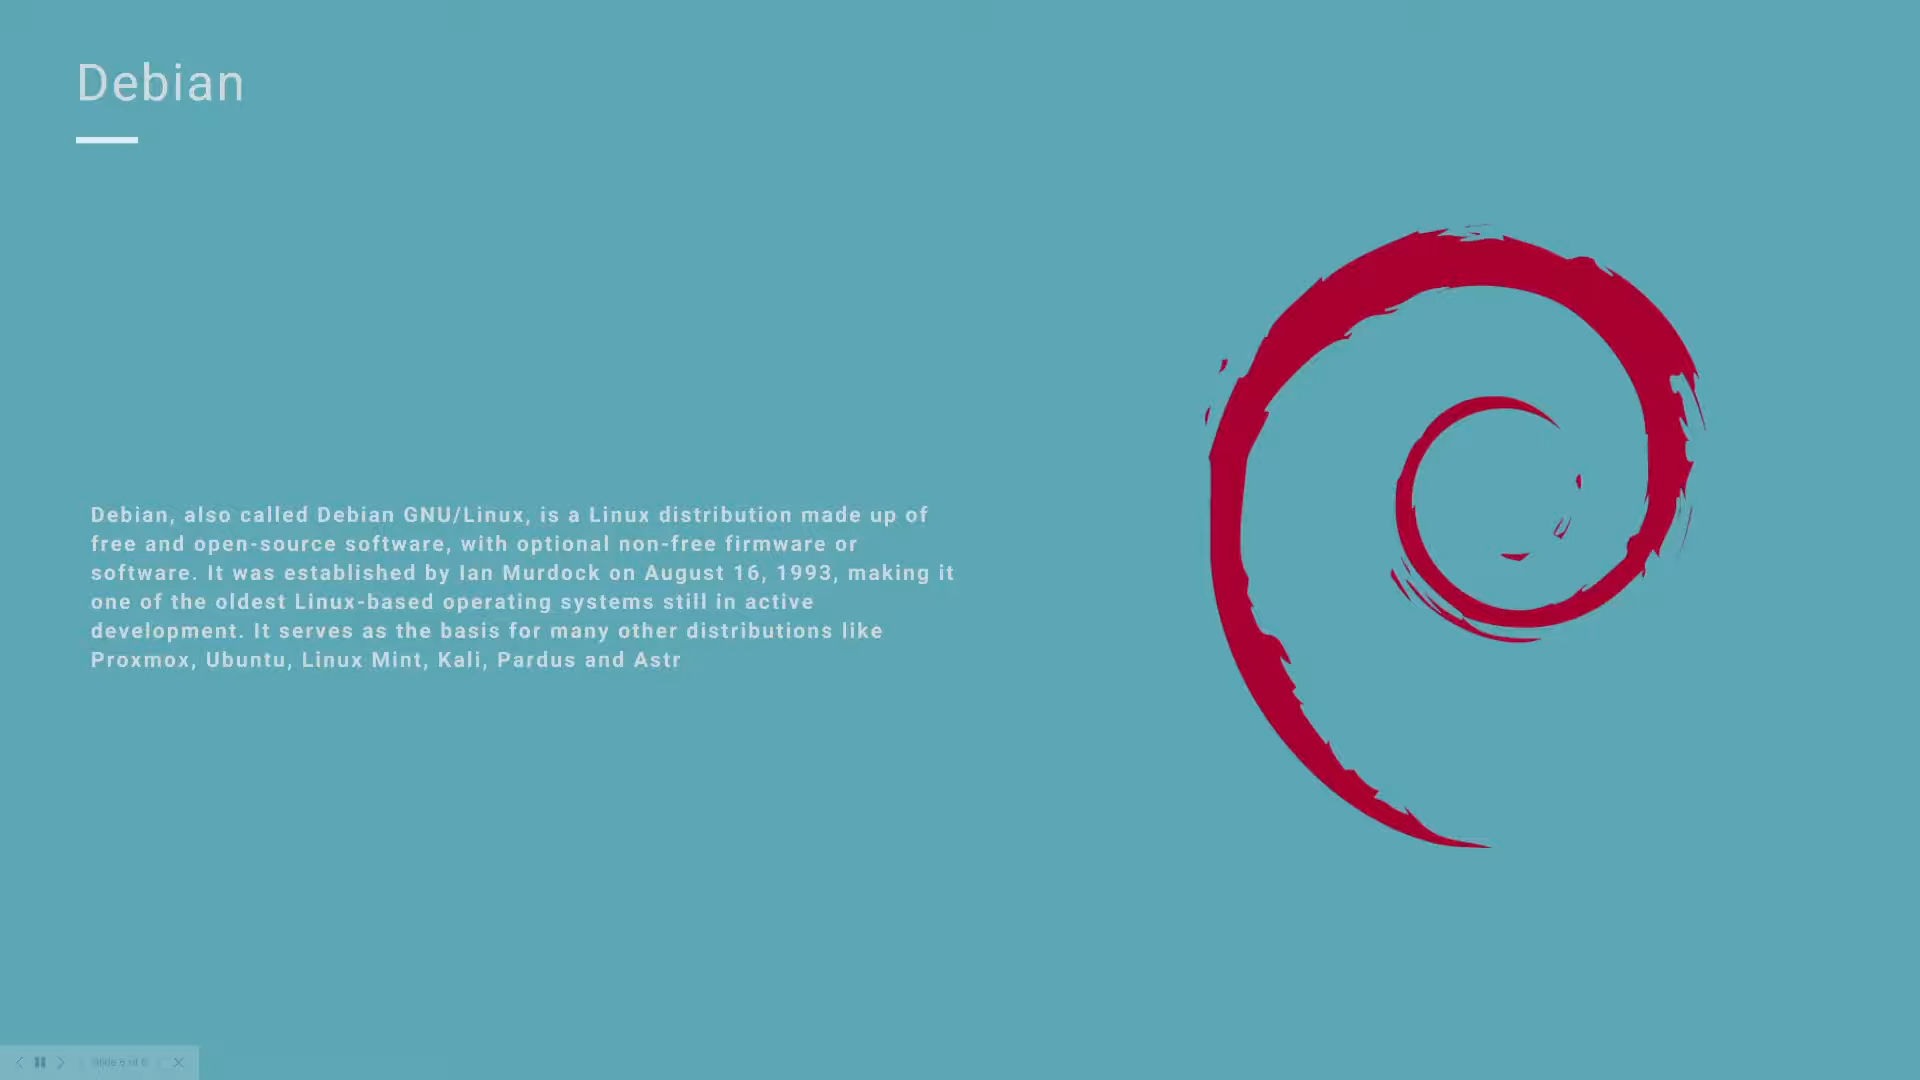 Debian
Debian, also called Debian GNU/Linux, is a Linux distribution made up of
free and open-source software, with optional non-free firmware or
software. It was established by Ian Murdock on August 16, 1993, making it
one of the oldest Linux-based operating systems still in active
development. It serves as the basis for many other distributions like
Proxmox, Ubuntu, Linux Mint, Kali, Pardus and Astr